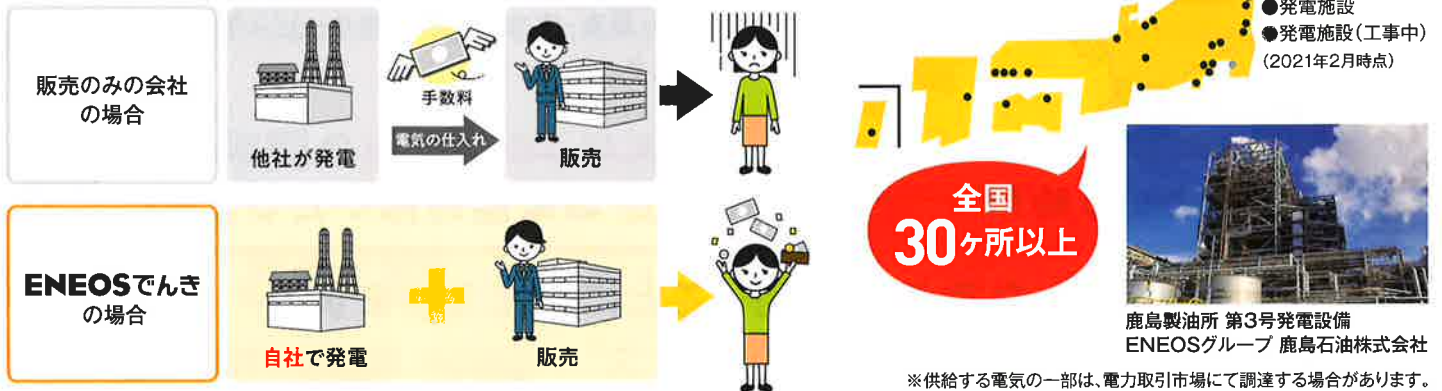 販売のみの会社
の場合
他社が発電
手数料
電気の仕入れ
販売
ENEOSでんき
の場合
自社で発電
販売
●発電施設
●発電施設(工事中)
(2021年2月時点)
全国
30ヶ所以上
鹿島製油所 第3号発電設備
ENEOSグループ 鹿島石油株式会社
※供給する電気の一部は、電力取引市場にて調達する場合があります。